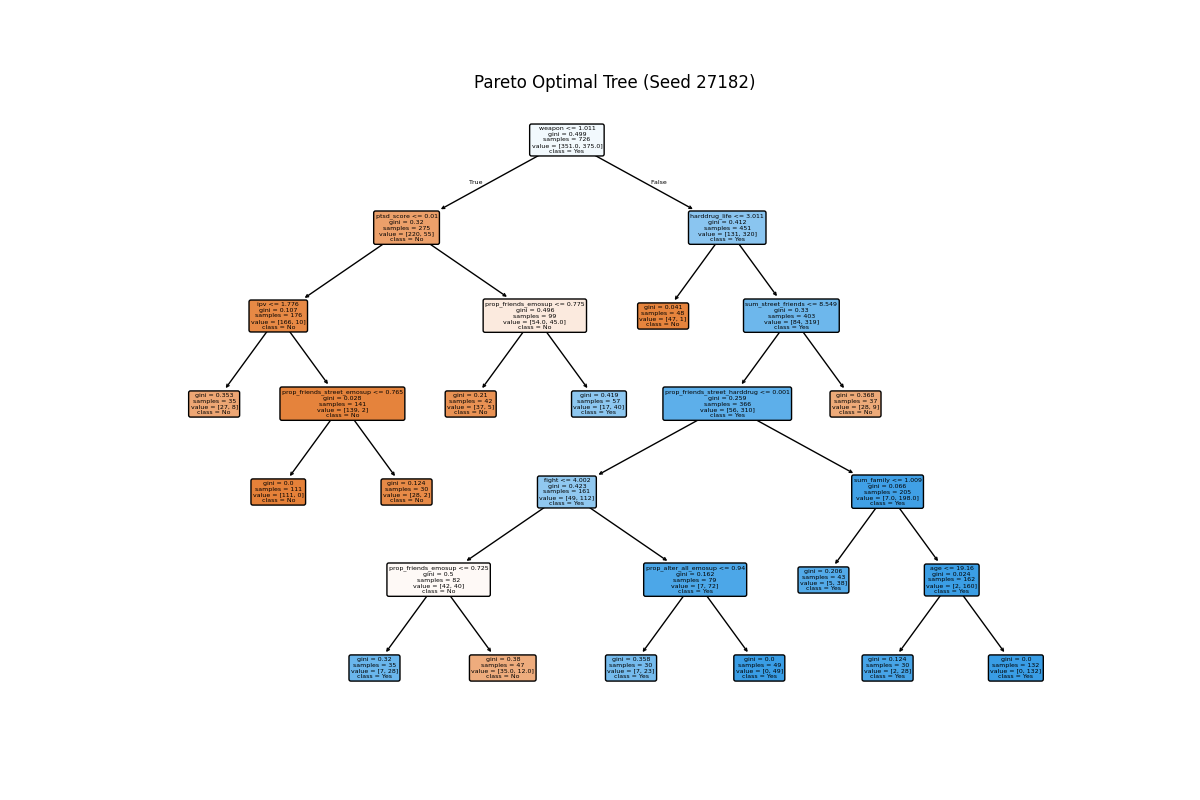 Pareto Optimal Tree (Seed 27182)
weapon <= 1.011
gini = 0.499
samples = 726
value = [351.0, 375.0]
class = Yes
True
False
ptsd_score <= 0.01
gini = 0.32
samples = 275
value = [220, 55]
class = No
harddrug_life <= 3.011
gini = 0.412
samples = 451
value = [131, 320]
class = Yes
ipv <= 1.776
gini = 0.107
samples = 176
value = [166, 10]
class = No
prop_friends_emosup <= 0.775
gini = 0.496
samples = 99
value = [54.0, 45.0]
class = No
gini = 0.041
samples = 48
value = [47, 1]
class = No
sum_street_friends <= 8.549
gini = 0.33
samples = 403
value = [84, 319]
class = Yes
gini = 0.353
samples = 35
value = [27, 8]
class = No
prop_friends_street_emosup <= 0.765
gini = 0.028
samples = 141
value = [139, 2]
class = No
gini = 0.21
samples = 42
value = [37, 5]
class = No
gini = 0.419
samples = 57
value = [17, 40]
class = Yes
prop_friends_street_harddrug <= 0.001
gini = 0.259
samples = 366
value = [56, 310]
class = Yes
gini = 0.368
samples = 37
value = [28, 9]
class = No
gini = 0.0
samples = 111
value = [111, 0]
class = No
gini = 0.124
samples = 30
value = [28, 2]
class = No
fight <= 4.002
gini = 0.423
samples = 161
value = [49, 112]
class = Yes
sum_family <= 1.009
gini = 0.066
samples = 205
value = [7.0, 198.0]
class = Yes
prop_friends_emosup <= 0.725
gini = 0.5
samples = 82
value = [42, 40]
class = No
prop_alter_all_emosup <= 0.94
gini = 0.162
samples = 79
value = [7, 72]
class = Yes
gini = 0.206
samples = 43
value = [5, 38]
class = Yes
age <= 19.16
gini = 0.024
samples = 162
value = [2, 160]
class = Yes
gini = 0.32
samples = 35
value = [7, 28]
class = Yes
gini = 0.38
samples = 47
value = [35.0, 12.0]
class = No
gini = 0.358
samples = 30
value = [7, 23]
class = Yes
gini = 0.0
samples = 49
value = [0, 49]
class = Yes
gini = 0.124
samples = 30
value = [2, 28]
class = Yes
gini = 0.0
samples = 132
value = [0, 132]
class = Yes